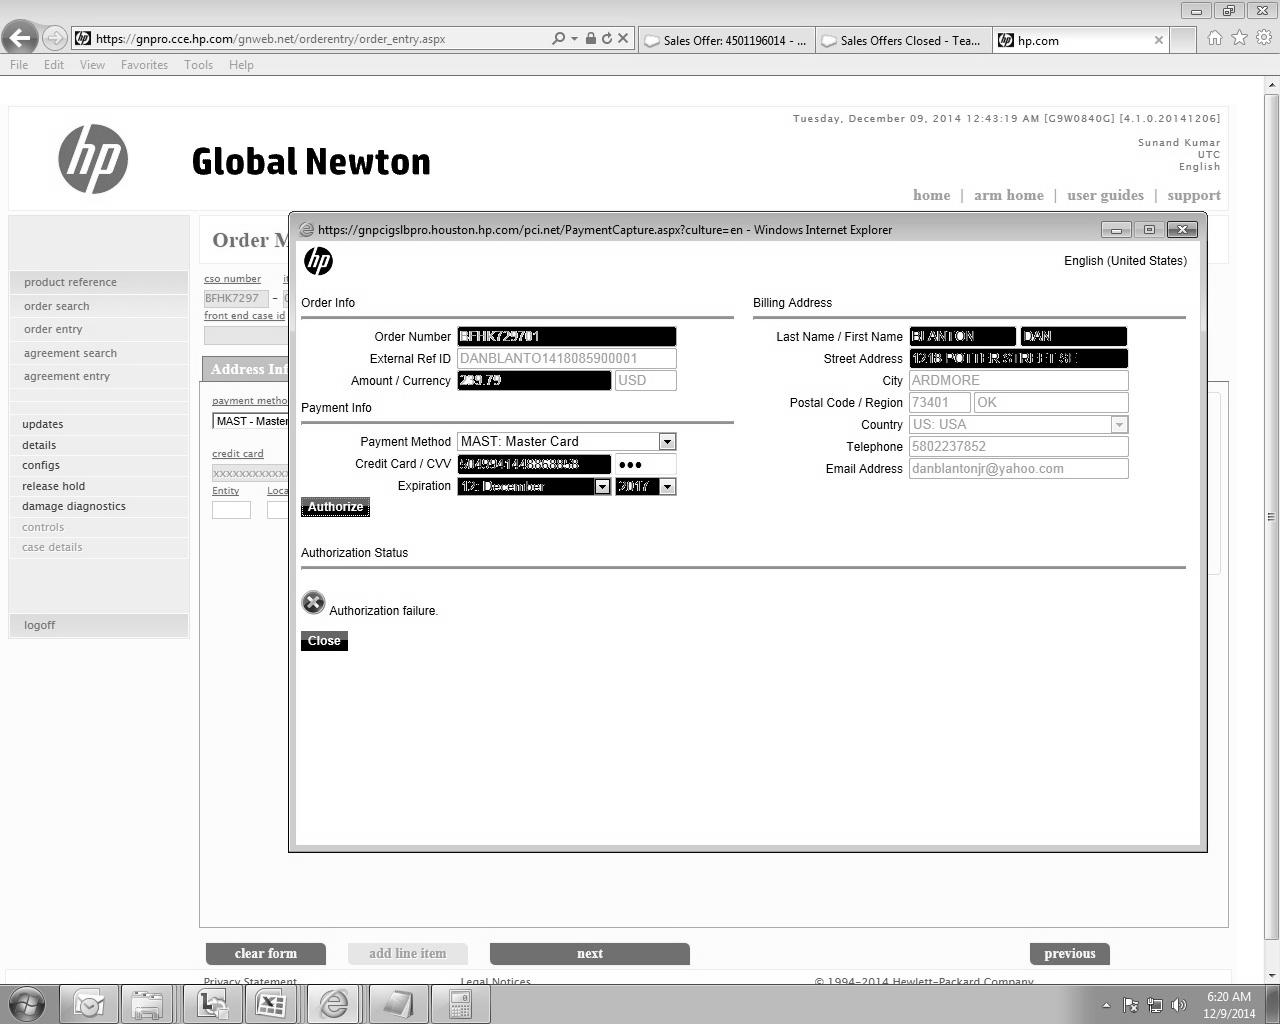 https://gnpro.cce.hp.com/gnweb.net/orderentry/order_entry.aspx
Sales Offer: 4501196014 - ...
Sales Offers Closed - Tea...
hp.com
File Edit View Favorites Tools Help
Tuesday, December 09, 2014 12:43:19 AM [G9W0840G] [4.1.0.20141206]
hp
Global Newton
Sunand Kumar
UTC
English
home | arm home | user guides | support
Order M
product reference
order search
order entry
agreement search
agreement entry
updates
details
configs
release hold
damage diagnostics
controls
case details
logoff
cso number
BFHK7297 -
front end case id
Address Inf
payment metho
MAST - Master
credit card
xxxxxxxxxxxx
Entity Loca
https://gnpcigslbpro.houston.hp.com/pci.net/PaymentCapture.aspx?culture=en - Windows Internet Explorer
hp
English (United States)
Order Info
Order Number BFHK729701
External Ref ID DANBLANTO1418085900001
Amount / Currency USD
Payment Info
Payment Method MAST: Master Card
Credit Card / CVV
Expiration 12: December 2017
Authorize
Billing Address
Last Name / First Name BLANTON DAN
Street Address
City ARDMORE
Postal Code / Region 73401 OK
Country US: USA
Telephone 5802237852
Email Address danblantonjr@yahoo.com
Authorization Status
Authorization failure.
Close
clear form add line item next previous
Privacy Statement Legal Notices © 1994-2014 Hewlett-Packard Company
6:20 AM
12/9/2014